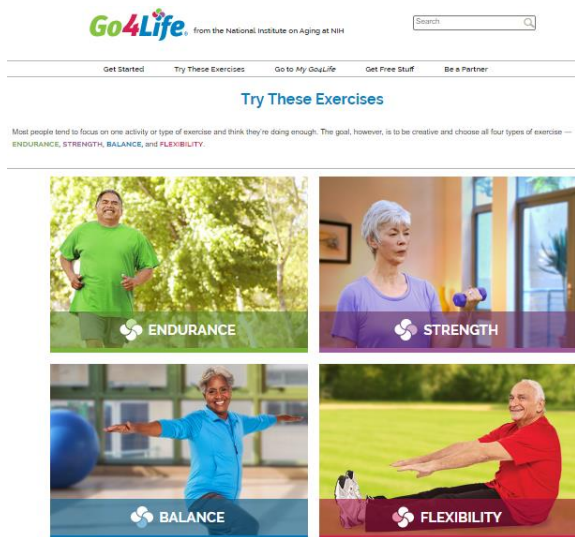 Go4Life® from the National Institute on Aging at NIH
Search
Get Started Try These Exercises Go to My Go4Life Get Free Stuff Be a Partner
Try These Exercises
Most people tend to focus on one activity or type of exercise and think they're doing enough. The goal, however, is to be creative and choose all four types of exercise —
ENDURANCE, STRENGTH, BALANCE, and FLEXIBILITY.
ENDURANCE
STRENGTH
BALANCE
FLEXIBILITY